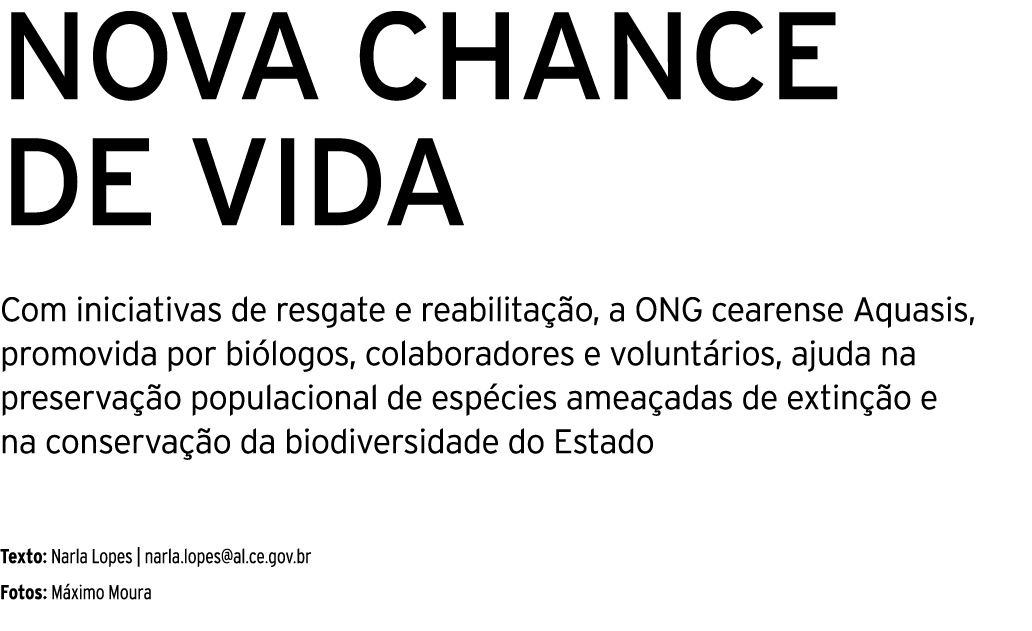 NOVA CHANCE
DE VIDA
Com iniciativas de resgate e reabilitação, a ONG cearense Aquasis,
promovida por biólogos, colaboradores e voluntários, ajuda na
preservação populacional de espécies ameaçadas de extinção e
na conservação da biodiversidade do Estado
Texto: Narla Lopes | narla.lopes@al.ce.gov.br
Fotos: Máximo Moura